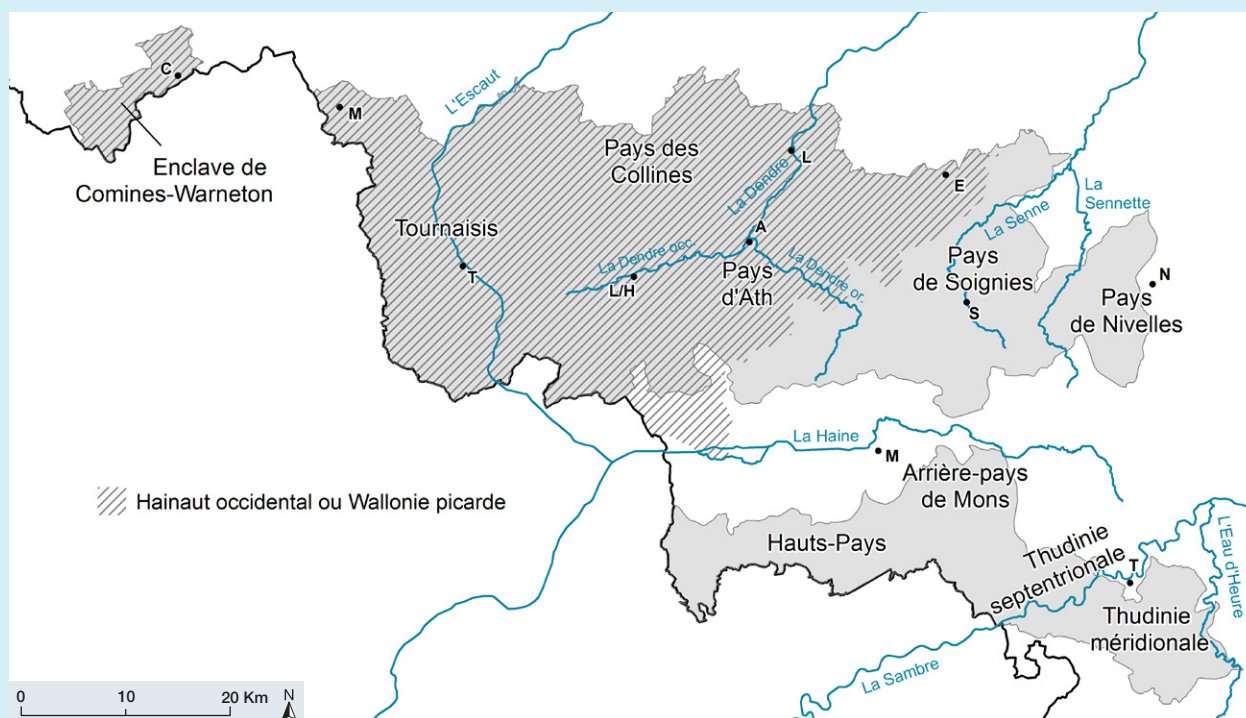 C
L'Escaut
M
Enclave de
Comines-Warneton
Pays des
Collines
L
La Dendre
E
La
Sennette
La Senne
Tournaisis
T
La Dendre occ.
L/H
A
Pays
d'Ath
La Dendre or.
Pays
de Soignies
S
N
Pays
de Nivelles
La Haine
M
Arrière-pays
de Mons
Hainaut occidental ou Wallonie picarde
Hauts-Pays
Thudinie
septentrionale
T
L'Eau d'Heure
Thudinie
méridionale
La Sambre
0 10 20 Km
N